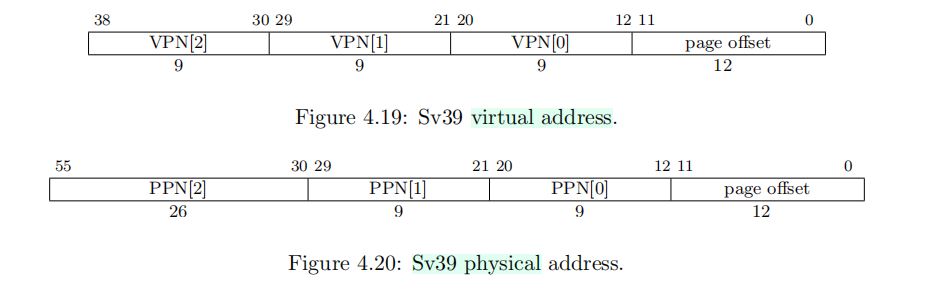 38 30 29 21 20 12 11 0
VPN[2] VPN[1] VPN[0] page offset
9 9 9 12
Figure 4.19: Sv39 virtual address.
55 30 29 21 20 12 11 0
PPN[2] PPN[1] PPN[0] page offset
26 9 9 12
Figure 4.20: Sv39 physical address.